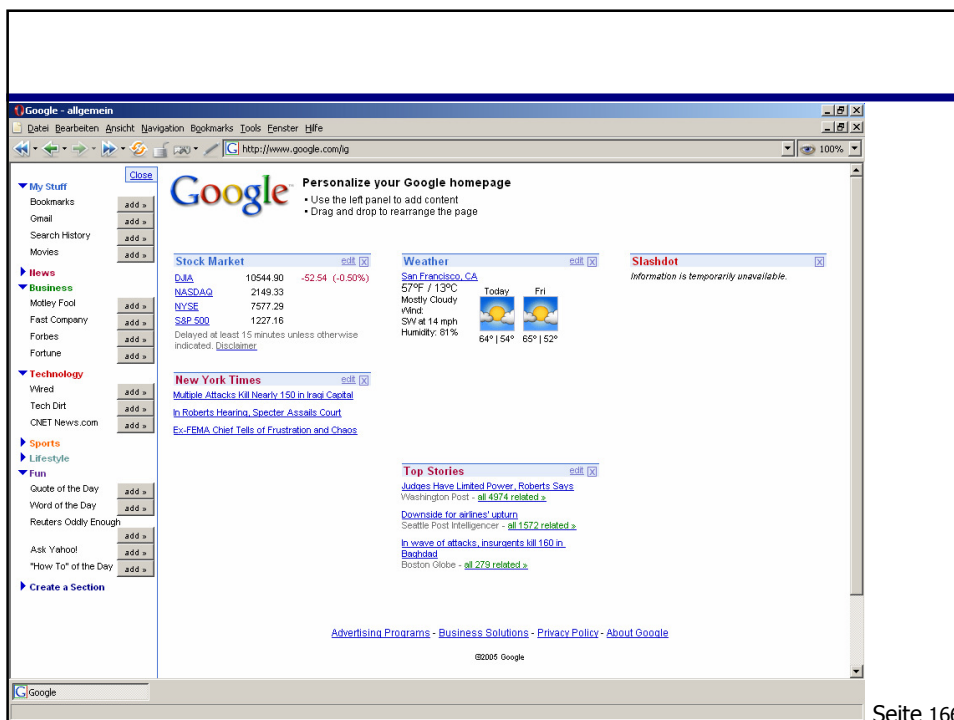 Google - allgemein
Datei Bearbeiten Ansicht Navigation Bookmarks Tools Fenster Hilfe
http://www.google.com/ig
100%
Close
My Stuff
Bookmarks add »
Gmail add »
Search History add »
Movies add »
News
Business
Motley Fool add »
Fast Company add »
Forbes add »
Fortune add »
Technology
Wired add »
Tech Dirt add »
CNET News.com add »
Sports
Lifestyle
Fun
Quote of the Day add »
Word of the Day add »
Reuters Oddly Enough
add »
Ask Yahoo! add »
"How To" of the Day add »
Create a Section
Google™
Personalize your Google homepage
▪ Use the left panel to add content
▪ Drag and drop to rearrange the page
Stock Market edit X
DJIA 10544.90 -52.54 (-0.50%)
NASDAQ 2149.33
NYSE 7577.29
S&P 500 1227.16
Delayed at least 15 minutes unless otherwise
indicated. Disclaimer
New York Times edit X
Multiple Attacks Kill Nearly 150 in Iraqi Capital
In Roberts Hearing, Specter Assails Court
Ex-FEMA Chief Tells of Frustration and Chaos
Weather edit X
San Francisco, CA
57°F / 13°C
Mostly Cloudy
Wind:
SW at 14 mph
Humidity: 81%
Today Fri
64° | 54° 65° | 52°
Top Stories edit X
Judges Have Limited Power, Roberts Says
Washington Post - all 4974 related »
Downside for airlines' upturn
Seattle Post Intelligencer - all 1572 related »
In wave of attacks, insurgents kill 160 in
Baghdad
Boston Globe - all 279 related »
Slashdot X
Information is temporarily unavailable.
Advertising Programs - Business Solutions - Privacy Policy - About Google
©2005 Google
Google
Seite 166